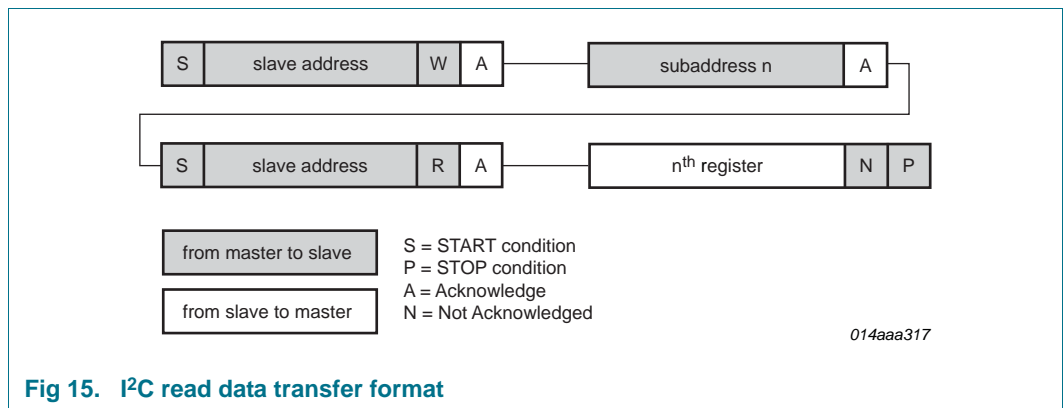 S slave address W A subaddress n A
S slave address R A nth register N P
from master to slave
from slave to master
S = START condition
P = STOP condition
A = Acknowledge
N = Not Acknowledged
014aaa317
Fig 15. I²C read data transfer format